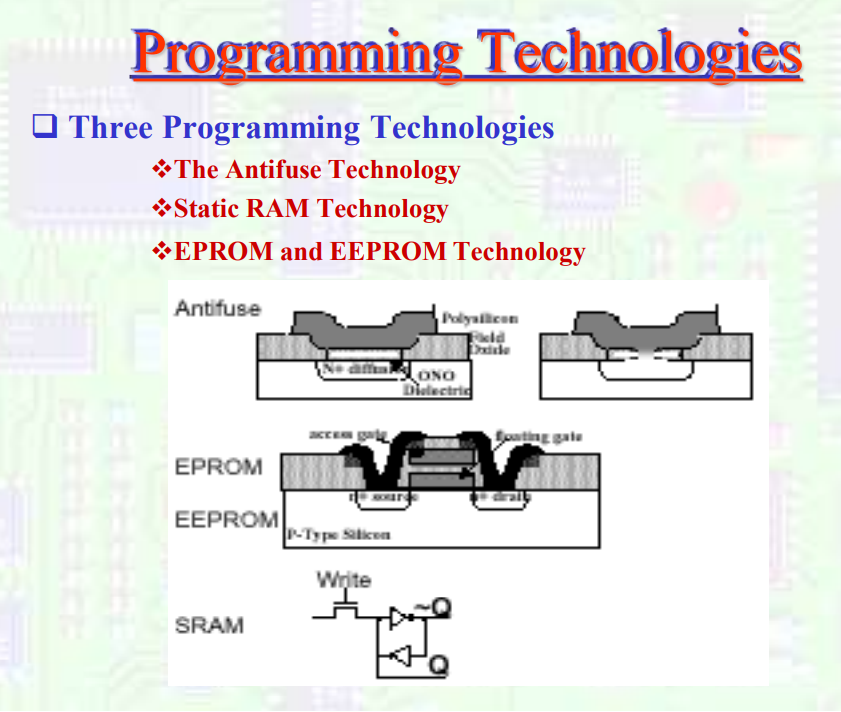 Programming Technologies
❑ Three Programming Technologies
❖The Antifuse Technology
❖Static RAM Technology
❖EPROM and EEPROM Technology
Antifuse
Polysilicon
Field
Oxide
N+
ONO
Dielectric
access gate
floating gate
EPROM
n+ source
n+ drain
EEPROM
P-Type Silicon
Write
~Q
SRAM
Q